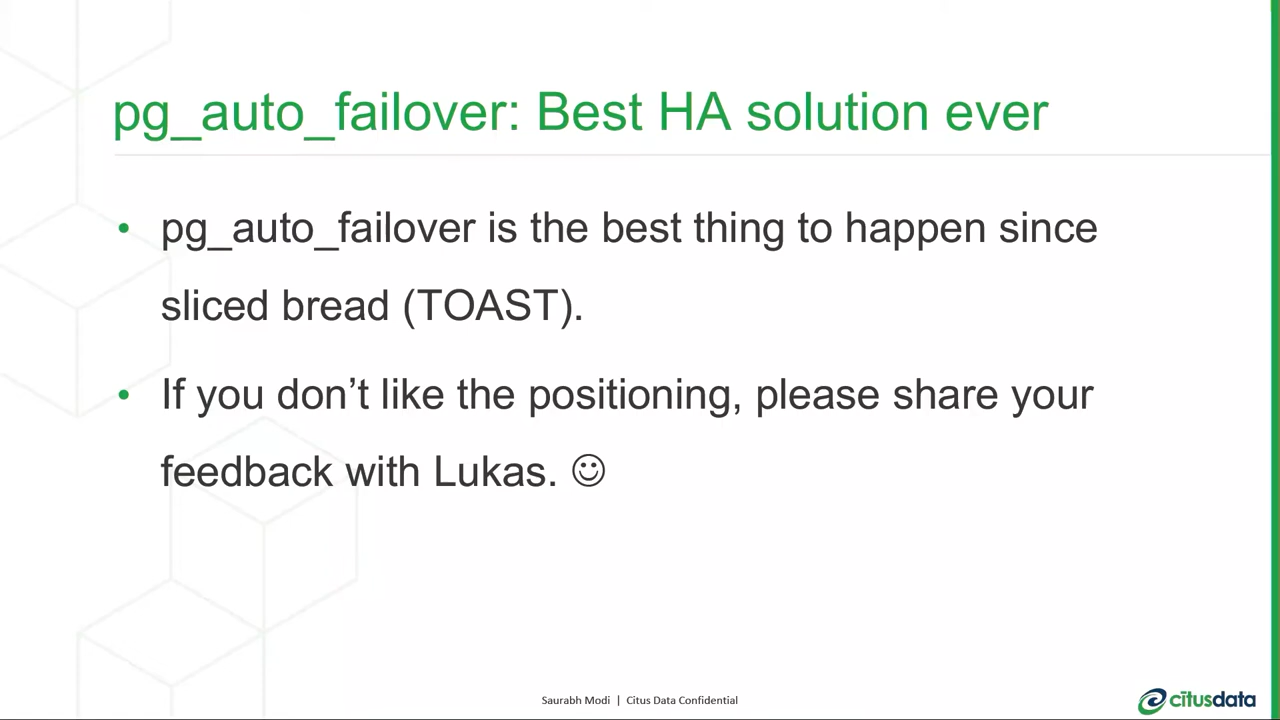 pg_auto_failover: Best HA solution ever
• pg_auto_failover is the best thing to happen since
sliced bread (TOAST).
• If you don’t like the positioning, please share your
feedback with Lukas. ☺
Saurabh Modi | Citus Data Confidential
citusdata